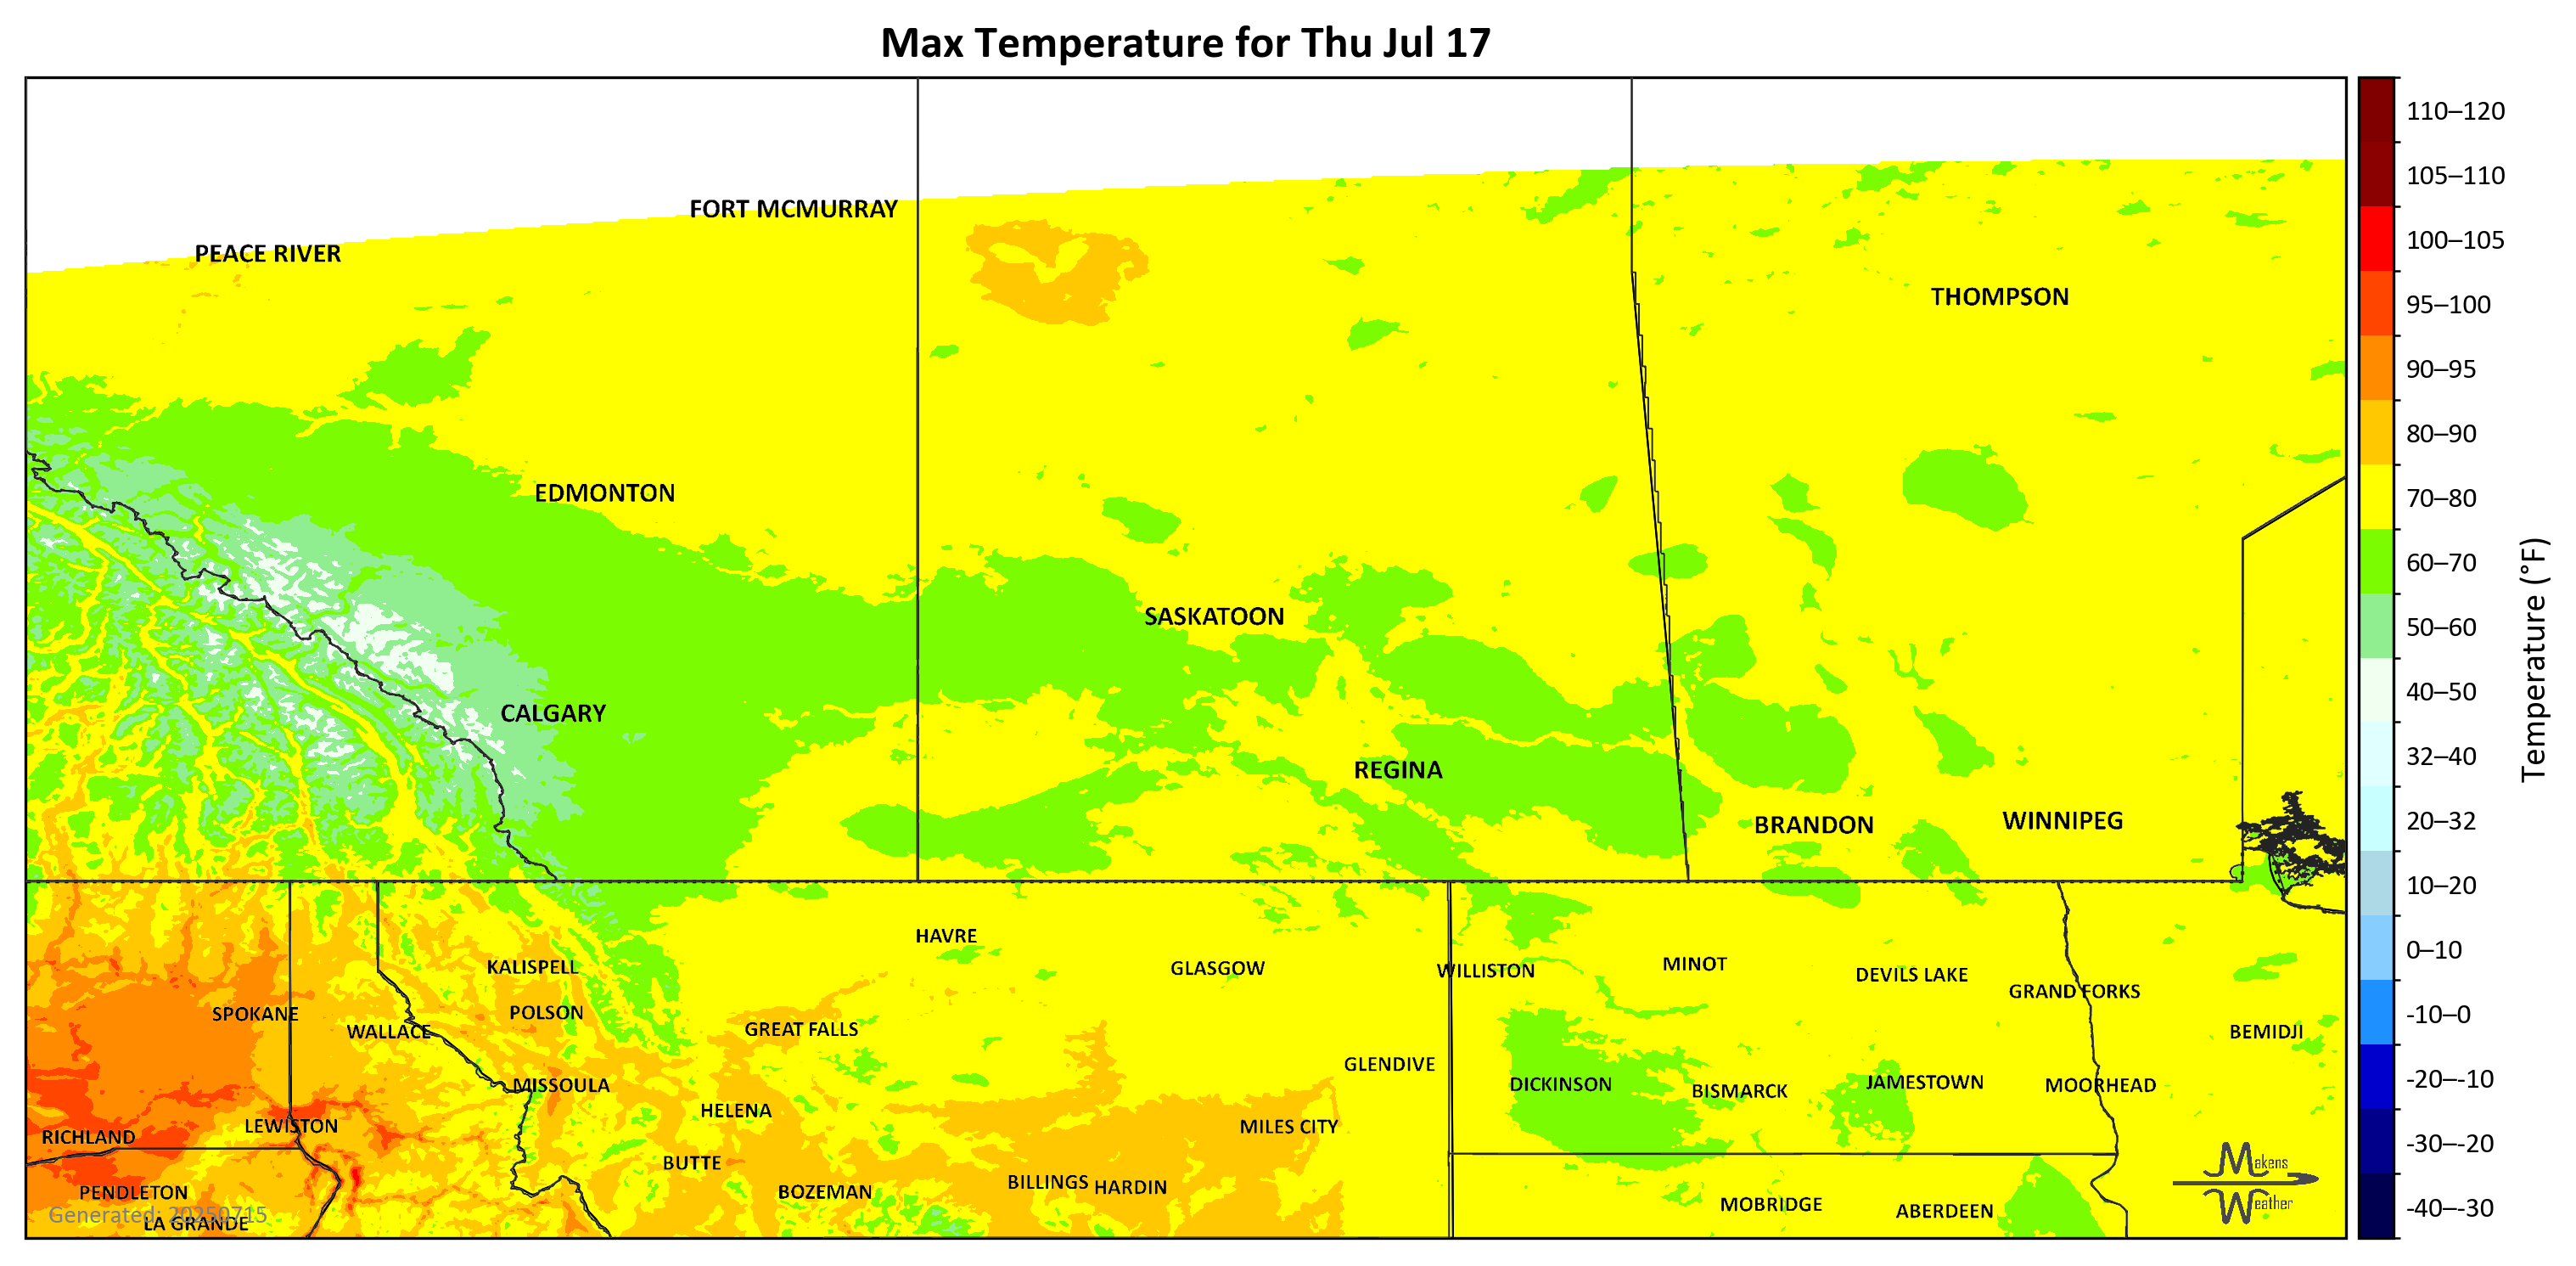 Max Temperature for Thu Jul 17
FORT MCMURRAY
PEACE RIVER
THOMPSON
EDMONTON
SASKATOON
CALGARY
REGINA
BRANDON
WINNIPEG
HAVRE
KALISPELL
GLASGOW
WILLISTON
MINOT
DEVILS LAKE
GRAND FORKS
SPOKANE
POLSON
WALLACE
GREAT FALLS
BEMIDJI
GLENDIVE
MISSOULA
DICKINSON
BISMARCK
JAMESTOWN
MOORHEAD
HELENA
LEWISTON
MILES CITY
RICHLAND
BUTTE
BILLINGS
HARDIN
PENDLETON
BOZEMAN
MOBRIDGE
ABERDEEN
Generated: 20250715
LA GRANDE
Makens
Weather
110–120
105–110
100–105
95–100
90–95
80–90
70–80
60–70
50–60
40–50
32–40
20–32
10–20
0–10
-10–0
-20–-10
-30–-20
-40–-30
Temperature (°F)